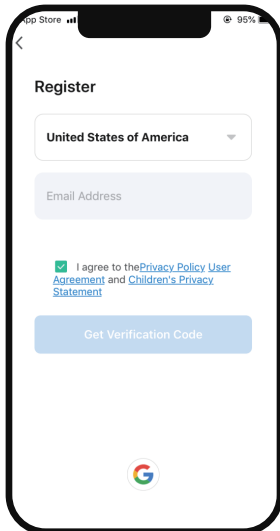 App Store
95%
Register
United States of America
Email Address
I agree to thePrivacy Policy User
Agreement and Children's Privacy
Statement
Get Verification Code
G